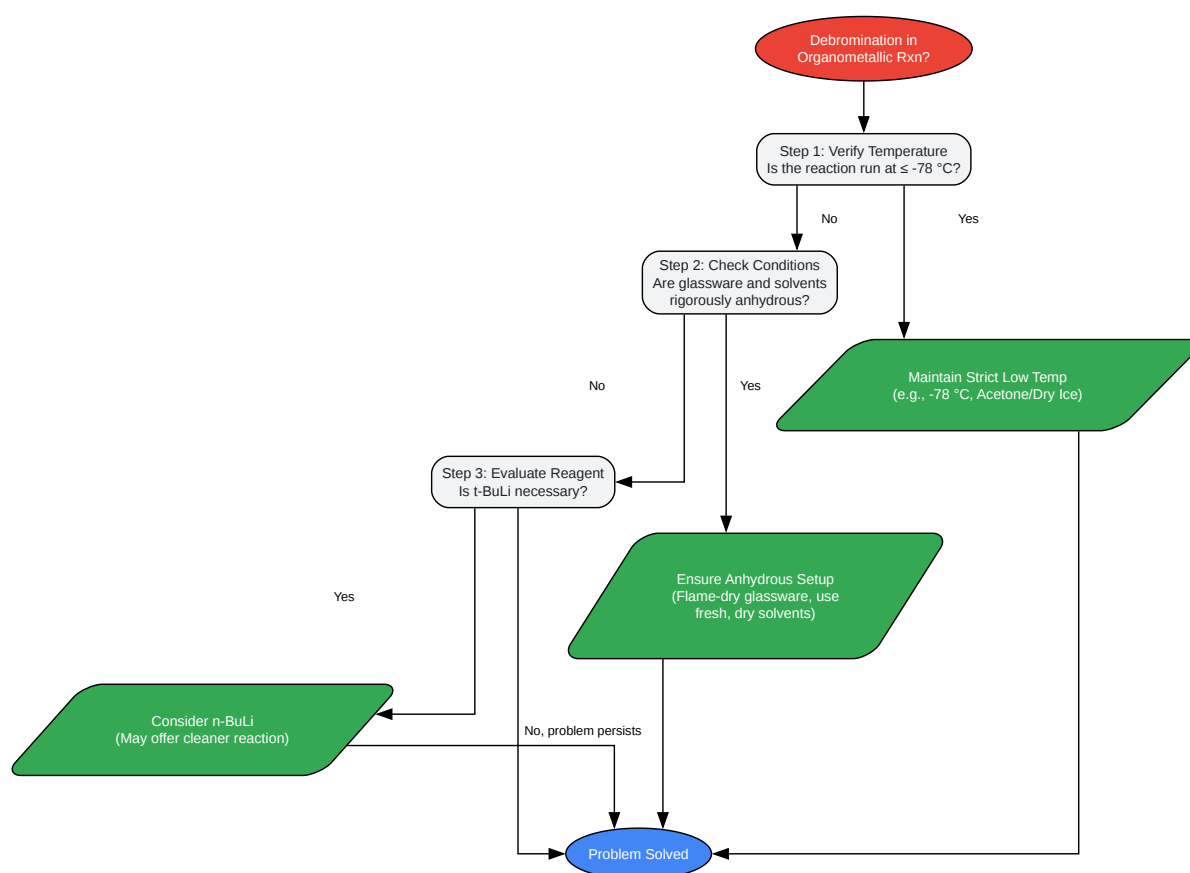 Debromination in
Organometallic Rxn?
Step 1: Verify Temperature
Is the reaction run at ≤ -78 °C?
No
Yes
Step 2: Check Conditions
Are glassware and solvents
rigorously anhydrous?
Maintain Strict Low Temp
(e.g., -78 °C, Acetone/Dry Ice)
No
Yes
Step 3: Evaluate Reagent
Is t-BuLi necessary?
Ensure Anhydrous Setup
(Flame-dry glassware, use
fresh, dry solvents)
Yes
Consider n-BuLi
(May offer cleaner reaction)
No, problem persists
Problem Solved